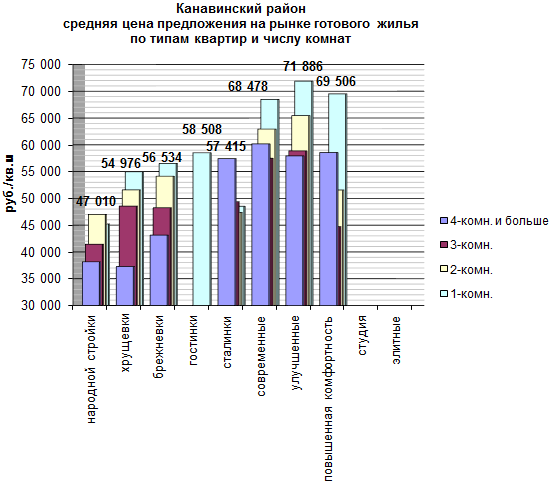 Канавинский район
средняя цена предложения на рынке готового жилья
по типам квартир и числу комнат
руб./кв.м
75 000
70 000
65 000
60 000
55 000
50 000
45 000
40 000
35 000
30 000
47 010
54 976
56 534
58 508
57 415
68 478
71 886
69 506
народной стройки
хрущевки
брежневки
гостинки
сталинки
современные
улучшенные
повышенная комфортность
студия
элитные
4-комн. и больше
3-комн.
2-комн.
1-комн.